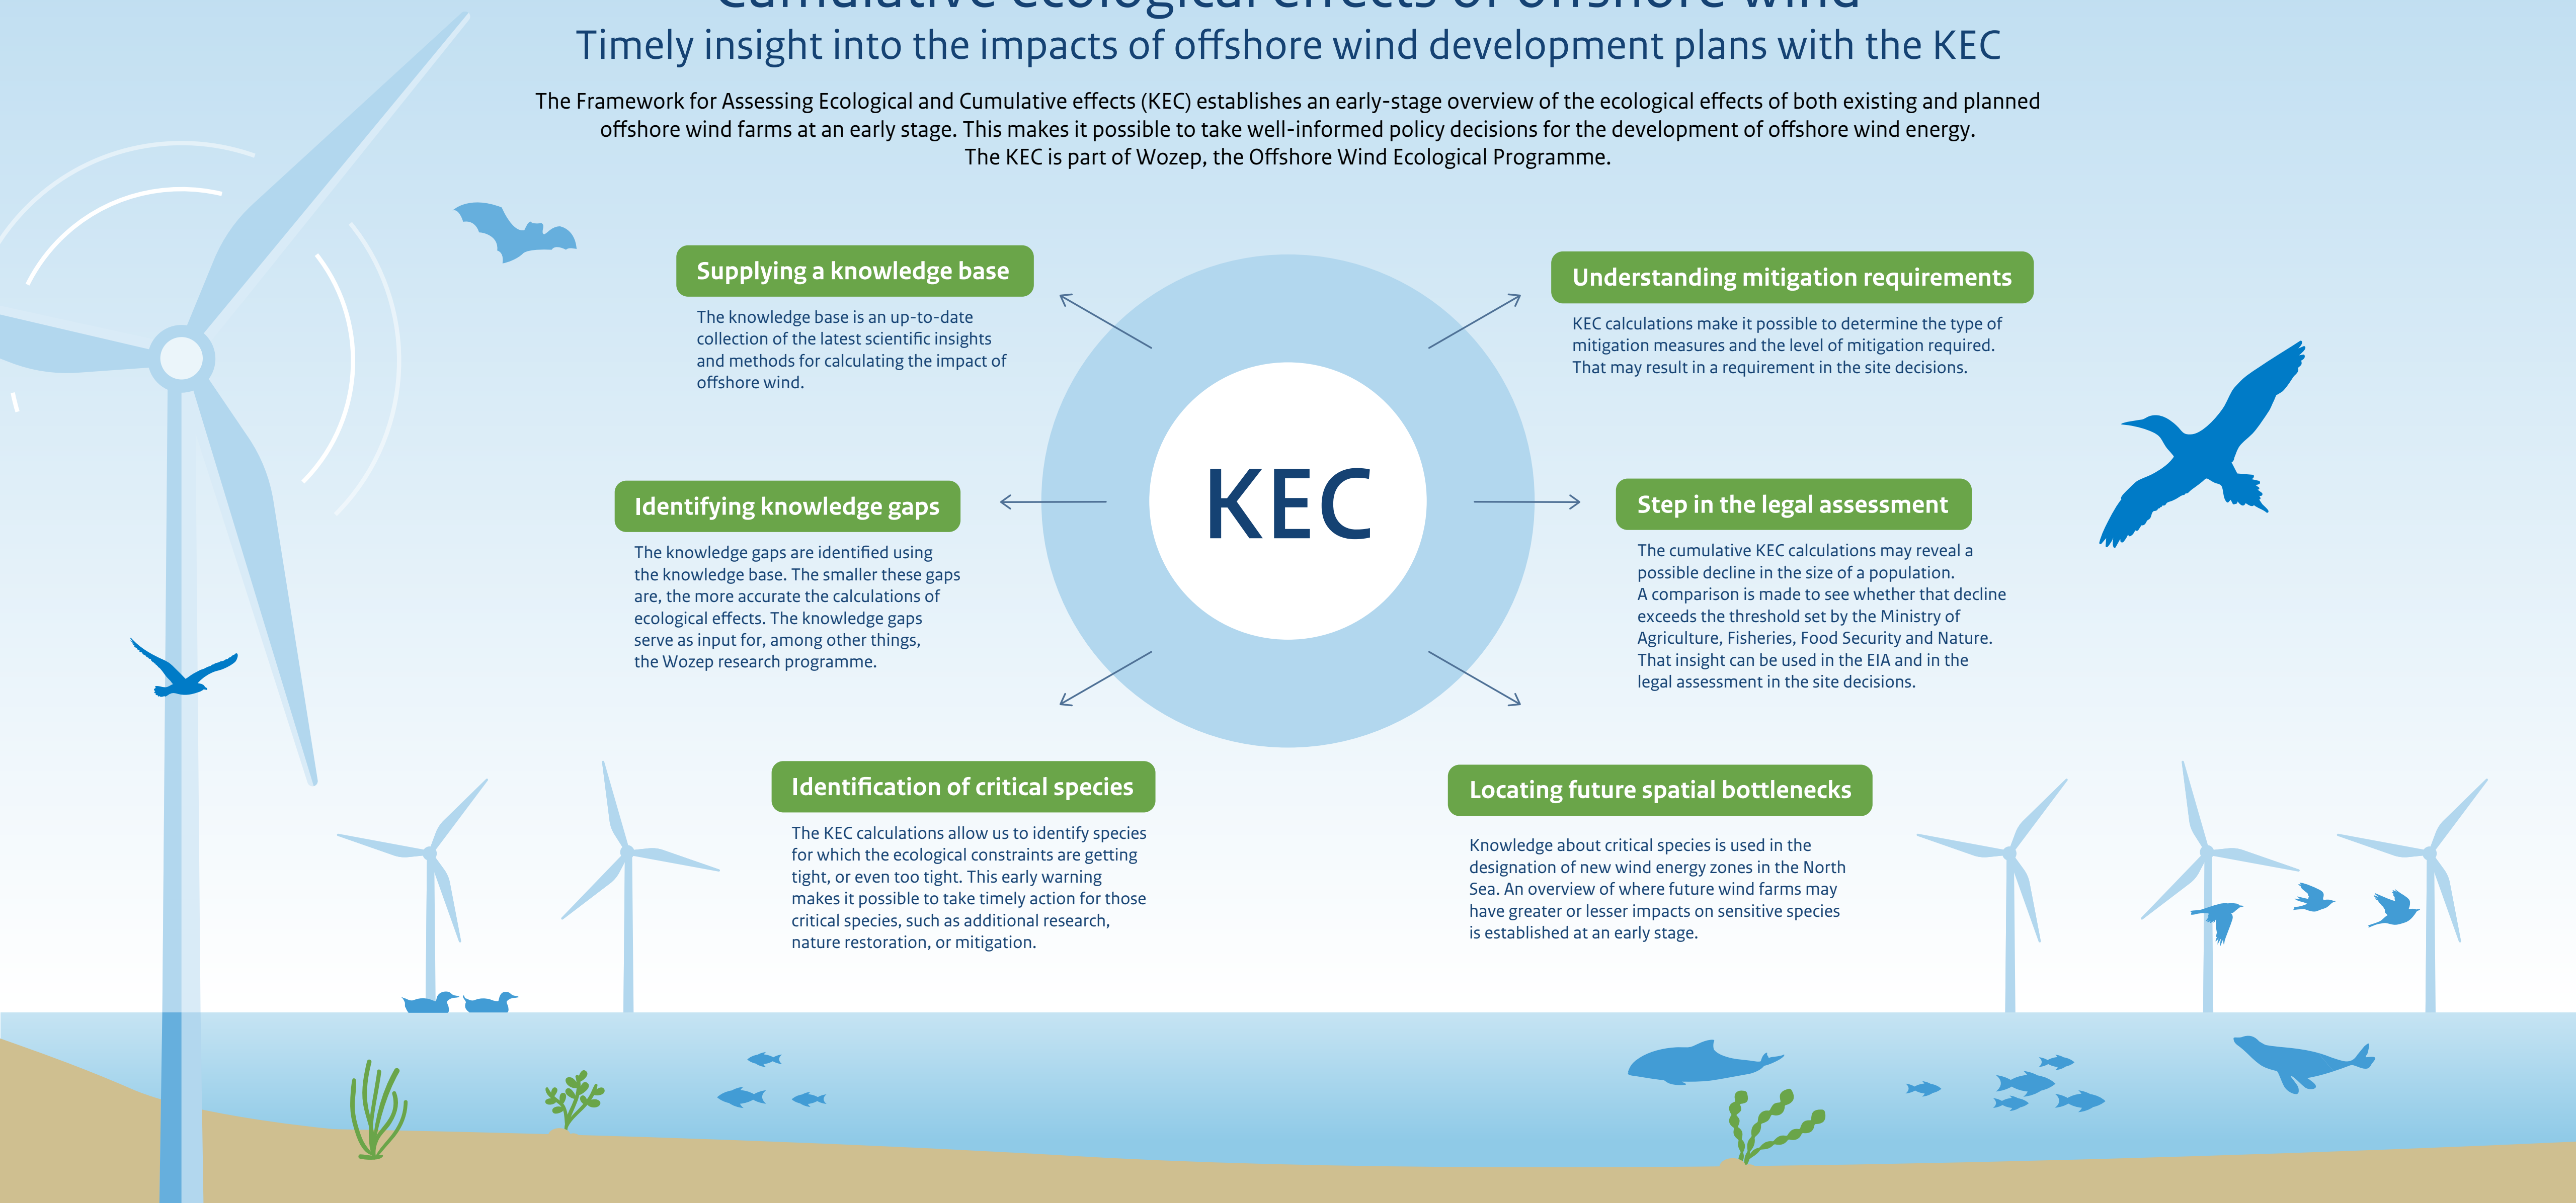 Cumulative ecological effects of offshore wind
Timely insight into the impacts of offshore wind development plans with the KEC
The Framework for Assessing Ecological and Cumulative effects (KEC) establishes an early-stage overview of the ecological effects of both existing and planned
offshore wind farms at an early stage. This makes it possible to take well-informed policy decisions for the development of offshore wind energy.
The KEC is part of Wozep, the Offshore Wind Ecological Programme.
Supplying a knowledge base
The knowledge base is an up-to-date
collection of the latest scientific insights
and methods for calculating the impact of
offshore wind.
Identifying knowledge gaps
The knowledge gaps are identified using
the knowledge base. The smaller these gaps
are, the more accurate the calculations of
ecological effects. The knowledge gaps
serve as input for, among other things,
the Wozep research programme.
Identification of critical species
The KEC calculations allow us to identify species
for which the ecological constraints are getting
tight, or even too tight. This early warning
makes it possible to take timely action for those
critical species, such as additional research,
nature restoration, or mitigation.
KEC
Understanding mitigation requirements
KEC calculations make it possible to determine the type of
mitigation measures and the level of mitigation required.
That may result in a requirement in the site decisions.
Step in the legal assessment
The cumulative KEC calculations may reveal a
possible decline in the size of a population.
A comparison is made to see whether that decline
exceeds the threshold set by the Ministry of
Agriculture, Fisheries, Food Security and Nature.
That insight can be used in the EIA and in the
legal assessment in the site decisions.
Locating future spatial bottlenecks
Knowledge about critical species is used in the
designation of new wind energy zones in the North
Sea. An overview of where future wind farms may
have greater or lesser impacts on sensitive species
is established at an early stage.